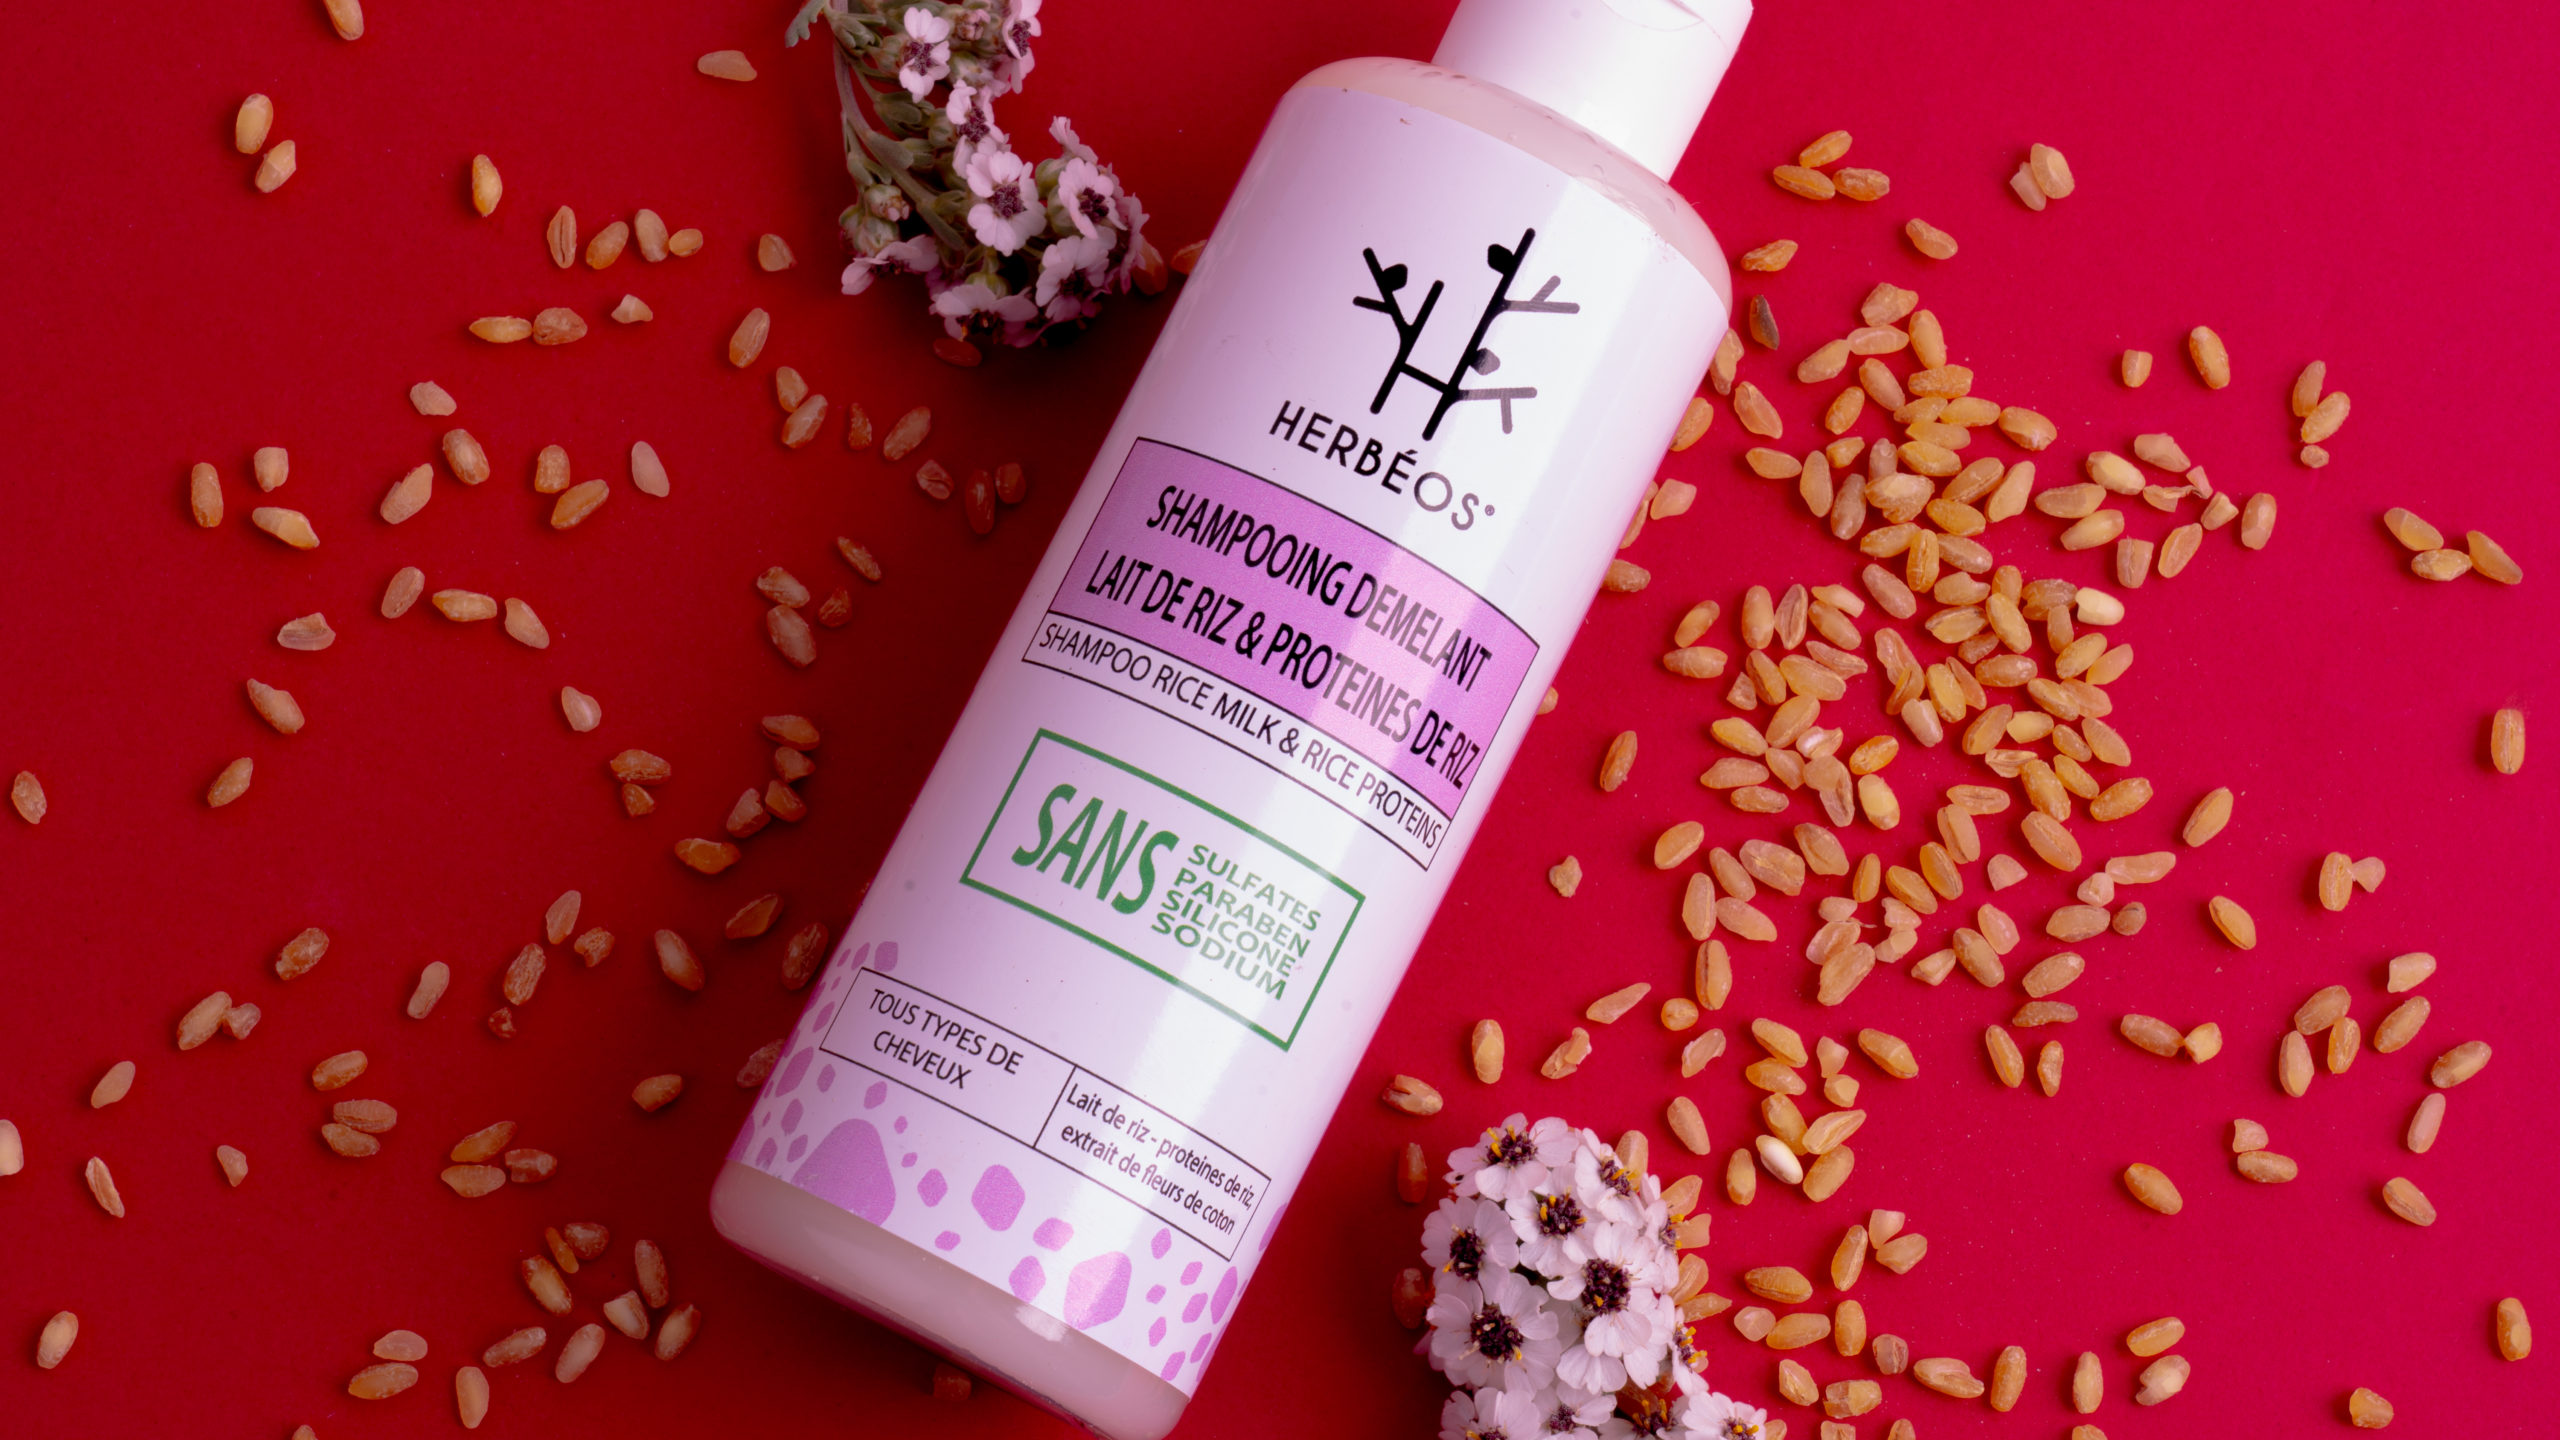 HERBÉOS®
SHAMPOOING DEMELANT
LAIT DE RIZ & PROTEINES DE RIZ
SHAMPOO RICE MILK & RICE PROTEINS
SANS
SULFATES
PARABEN
SILICONE
SODIUM
TOUS TYPES DE
CHEVEUX
Lait de riz - proteines de riz,
extrait de fleurs de coton